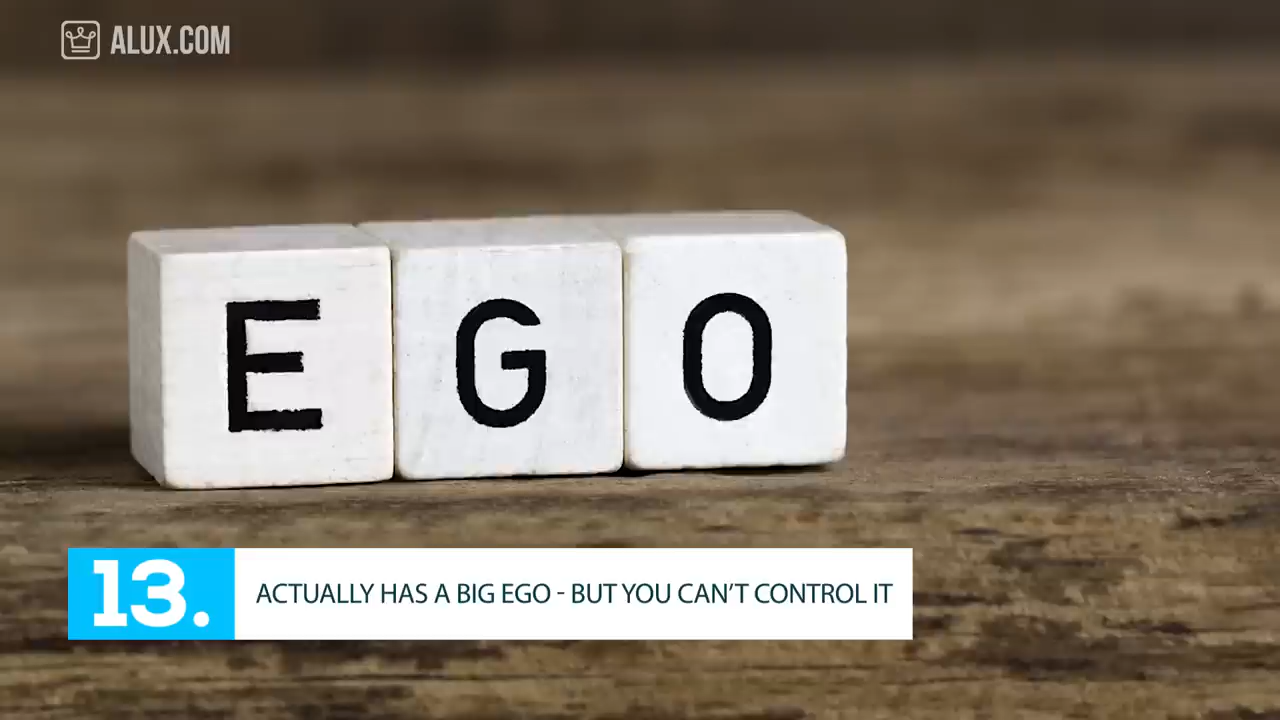 ALUX.COM
EGO
13.
ACTUALLY HAS A BIG EGO - BUT YOU CAN'T CONTROL IT